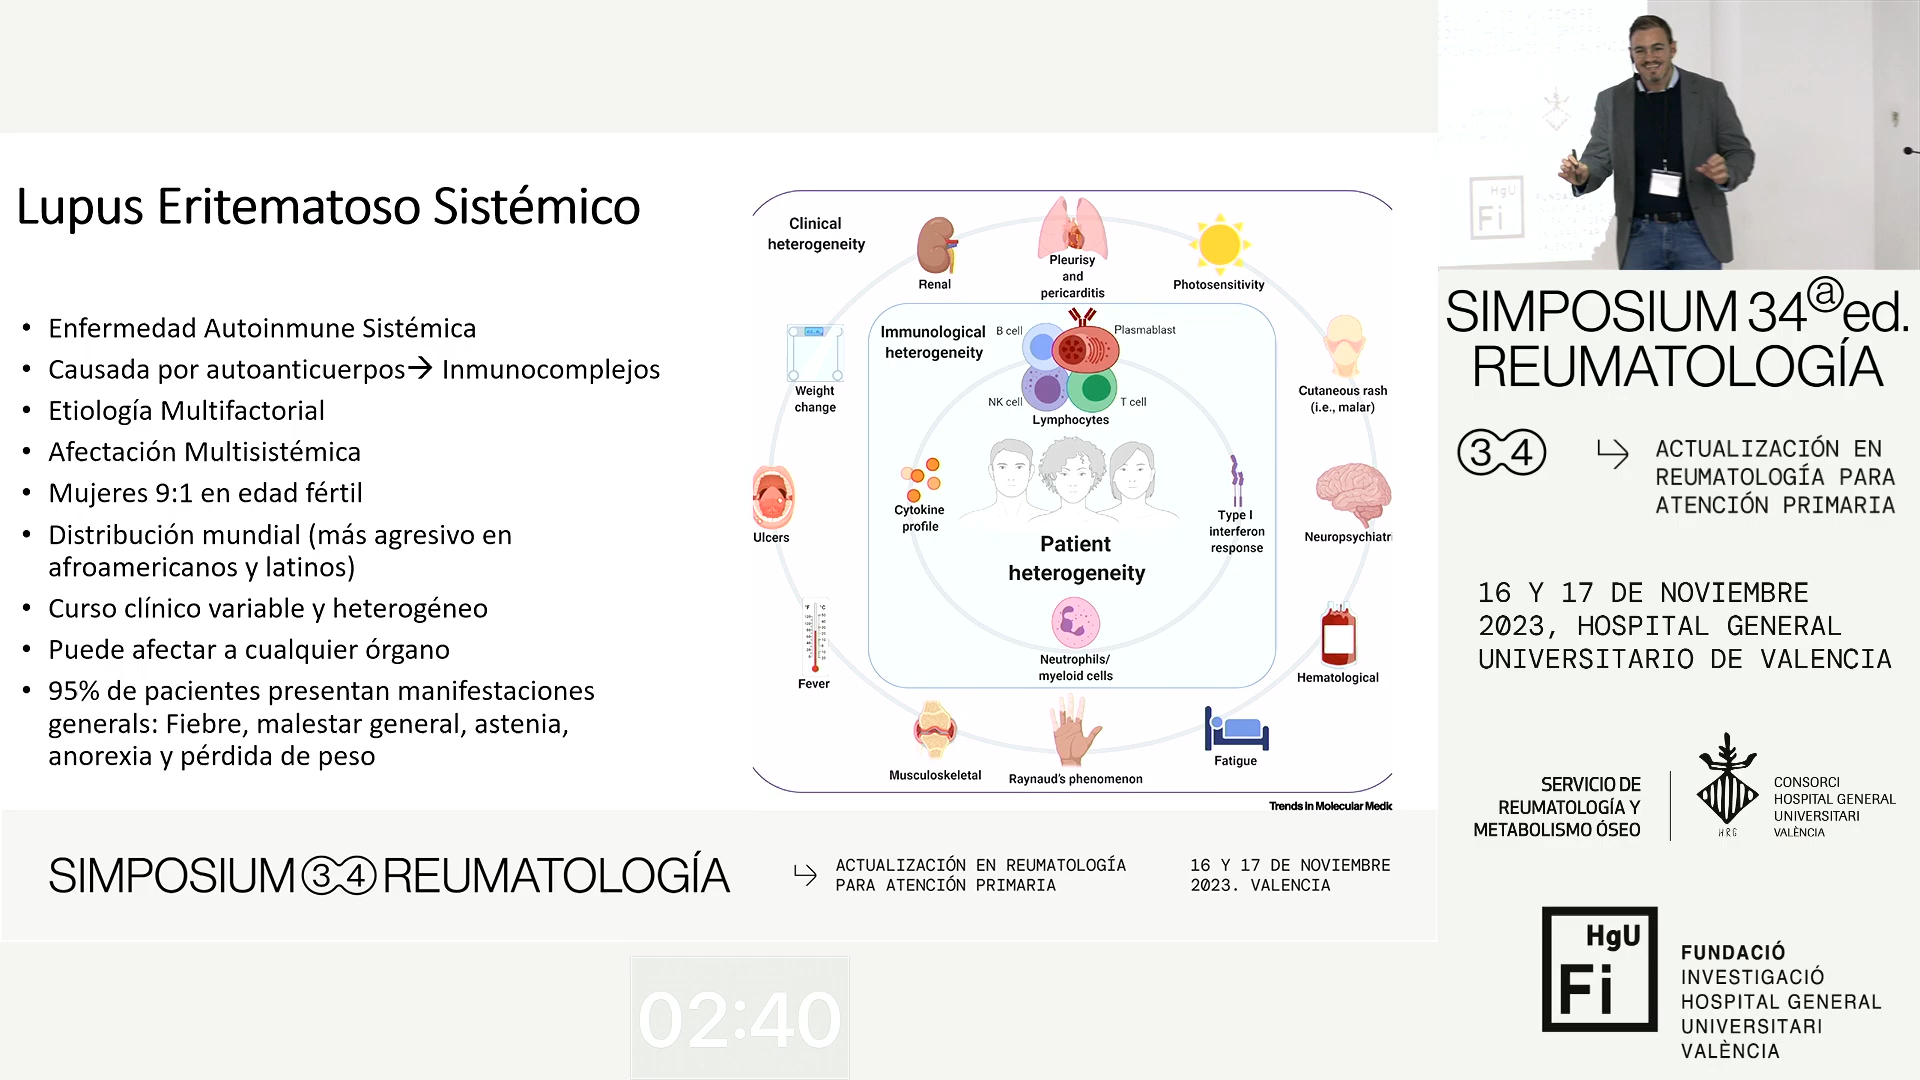 Lupus Eritematoso Sistémico
• Enfermedad Autoinmune Sistémica
• Causada por autoanticuerpos→ Inmunocomplejos
• Etiología Multifactorial
• Afectación Multisistémica
• Mujeres 9:1 en edad fértil
• Distribución mundial (más agresivo en
afroamericanos y latinos)
• Curso clínico variable y heterogéneo
• Puede afectar a cualquier órgano
• 95% de pacientes presentan manifestaciones
generals: Fiebre, malestar general, astenia,
anorexia y pérdida de peso
Clinical
heterogeneity
Renal
Pleurisy
and
pericarditis
Photosensitivity
Immunological
heterogeneity
B cell
Plasmablast
NK cell
T cell
Lymphocytes
Weight
change
Cutaneous rash
(i.e., malar)
Ulcers
Cytokine
profile
Type I
interferon
response
Neuropsychiatri
Patient
heterogeneity
Fever
Neutrophils/
myeloid cells
Hematological
Musculoskeletal
Raynaud's phenomenon
Fatigue
Trends in Molecular Medic
SIMPOSIUM 34 REUMATOLOGÍA
ACTUALIZACIÓN EN REUMATOLOGÍA
PARA ATENCIÓN PRIMARIA
16 Y 17 DE NOVIEMBRE
2023. VALENCIA
02:40
HgU
Fi
SIMPOSIUM 34ª ed.
REUMATOLOGÍA
34
ACTUALIZACIÓN EN
REUMATOLOGÍA PARA
ATENCIÓN PRIMARIA
16 Y 17 DE NOVIEMBRE
2023, HOSPITAL GENERAL
UNIVERSITARIO DE VALENCIA
SERVICIO DE
REUMATOLOGÍA Y
METABOLISMO ÓSEO
HRG
CONSORCI
HOSPITAL GENERAL
UNIVERSITARI
VALÈNCIA
HgU
Fi
FUNDACIÓ
INVESTIGACIÓ
HOSPITAL GENERAL
UNIVERSITARI
VALÈNCIA